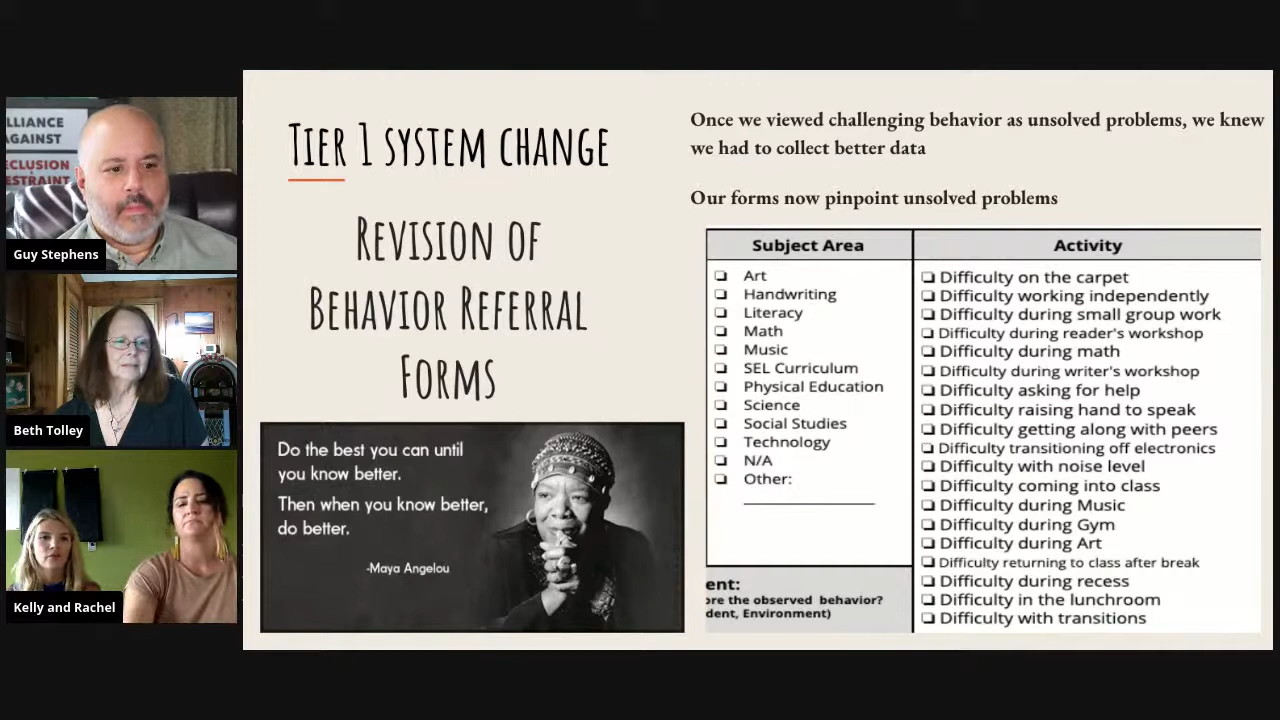 LLIANCE
AGAINST
ECLUSION
ESTRAINT
Guy Stephens
Beth Tolley
Kelly and Rachel
Tier 1 system change
Revision of
Behavior Referral
Forms
Do the best you can until
you know better.
Then when you know better,
do better.
-Maya Angelou
Once we viewed challenging behavior as unsolved problems, we knew
we had to collect better data
Our forms now pinpoint unsolved problems
Subject Area
Art
Handwriting
Literacy
Math
Music
SEL Curriculum
Physical Education
Science
Social Studies
Technology
N/A
Other:
ent:
ore the observed behavior?
dent, Environment)
Activity
Difficulty on the carpet
Difficulty working independently
Difficulty during small group work
Difficulty during reader's workshop
Difficulty during math
Difficulty during writer's workshop
Difficulty asking for help
Difficulty raising hand to speak
Difficulty getting along with peers
Difficulty transitioning off electronics
Difficulty with noise level
Difficulty coming into class
Difficulty during Music
Difficulty during Gym
Difficulty during Art
Difficulty returning to class after break
Difficulty during recess
Difficulty in the lunchroom
Difficulty with transitions